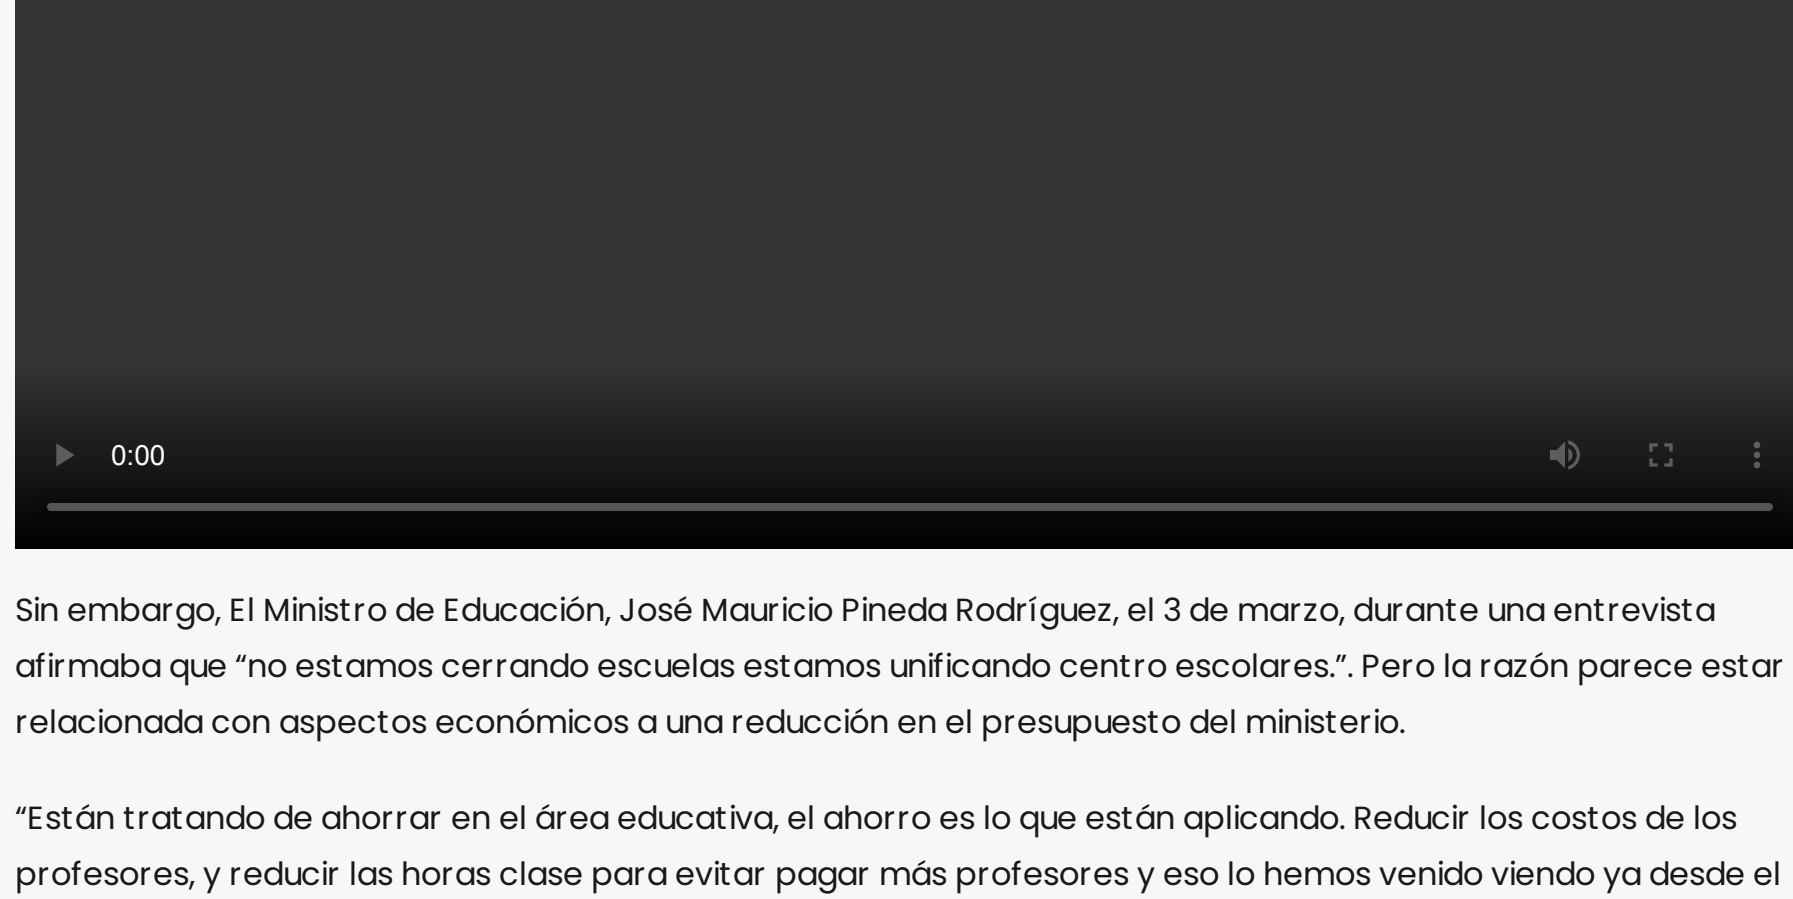 0:00
Sin embargo, El Ministro de Educación, José Mauricio Pineda Rodríguez, el 3 de marzo, durante una entrevista
afirmaba que “no estamos cerrando escuelas estamos unificando centro escolares.”. Pero la razón parece estar
relacionada con aspectos económicos a una reducción en el presupuesto del ministerio.
“Están tratando de ahorrar en el área educativa, el ahorro es lo que están aplicando. Reducir los costos de los
profesores, y reducir las horas clase para evitar pagar más profesores y eso lo hemos venido viendo ya desde el